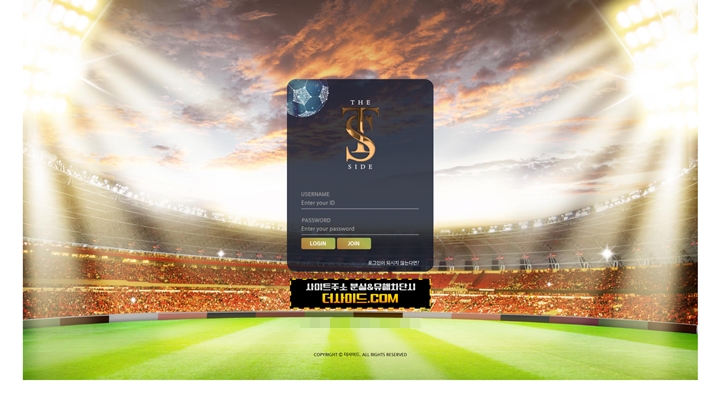 THE
TS
SIDE
USERNAME
Enter your ID
PASSWORD
Enter your password
LOGIN JOIN
로그인이 되시지 않는다면?
사이트주소 분실&유해차단시
더사이드.COM
COPYRIGHT © 더사이드. ALL RIGHTS RESERVED